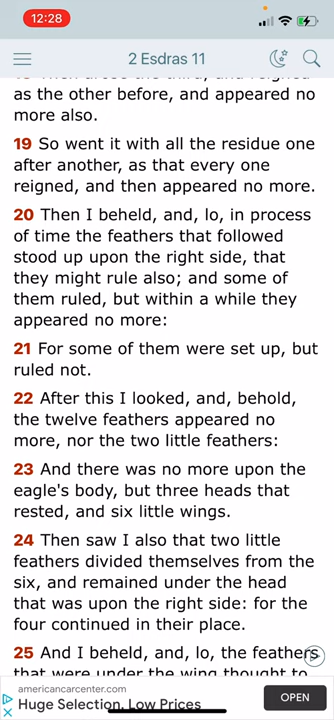 12:28
2 Esdras 11
as the other before, and appeared no
more also.
19 So went it with all the residue one
after another, as that every one
reigned, and then appeared no more.
20 Then I beheld, and, lo, in process
of time the feathers that followed
stood up upon the right side, that
they might rule also; and some of
them ruled, but within a while they
appeared no more:
21 For some of them were set up, but
ruled not.
22 After this I looked, and, behold,
the twelve feathers appeared no
more, nor the two little feathers:
23 And there was no more upon the
eagle's body, but three heads that
rested, and six little wings.
24 Then saw I also that two little
feathers divided themselves from the
six, and remained under the head
that was upon the right side: for the
four continued in their place.
25 And I beheld, and, lo, the feathers
that were under the wing thought to
americancarcenter.com
Huge Selection, Low Prices
OPEN